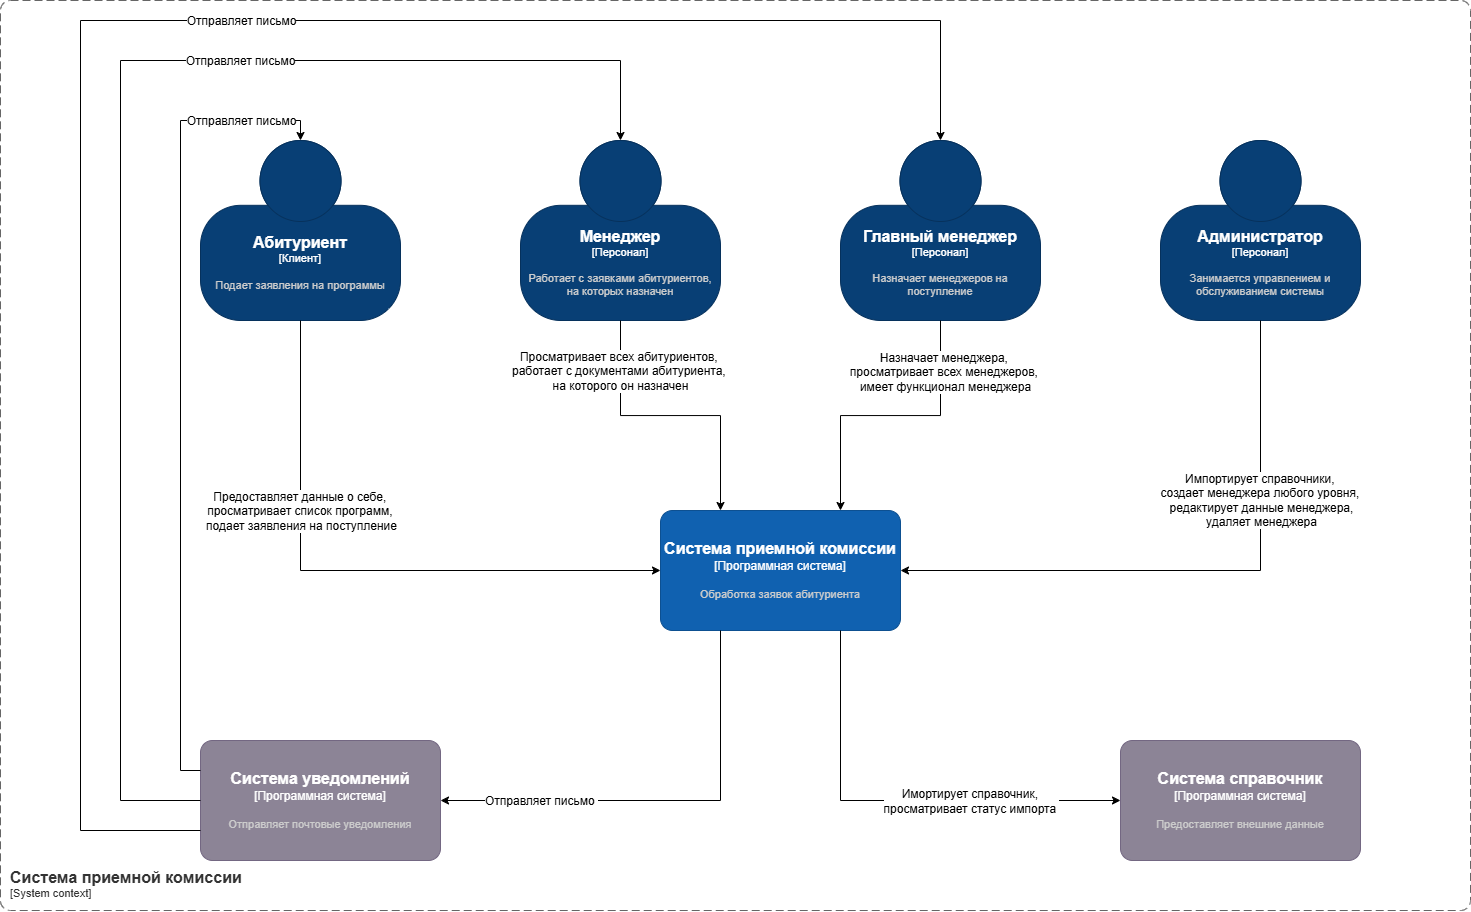 Отправляет письмо
Отправляет письмо
Отправляет письмо
Абитуриент
[Клиент]
Подает заявления на программы
Менеджер
[Персонал]
Работает с заявками абитуриентов,
на которых назначен
Главный менеджер
[Персонал]
Назначает менеджеров на
поступление
Администратор
[Персонал]
Занимается управлением и
обслуживанием системы
Просматривает всех абитуриентов,
работает с документами абитуриента,
на которого он назначен
Назначает менеджера,
просматривает всех менеджеров,
имеет функционал менеджера
Предоставляет данные о себе,
просматривает список программ,
подает заявления на поступление
Импортирует справочники,
создает менеджера любого уровня,
редактирует данные менеджера,
удаляет менеджера
Система приемной комиссии
[Программная система]
Обработка заявок абитуриента
Система уведомлений
[Программная система]
Отправляет почтовые уведомления
Отправляет письмо
Имортирует справочник,
просматривает статус импорта
Система справочник
[Программная система]
Предоставляет внешние данные
Система приемной комиссии
[System context]